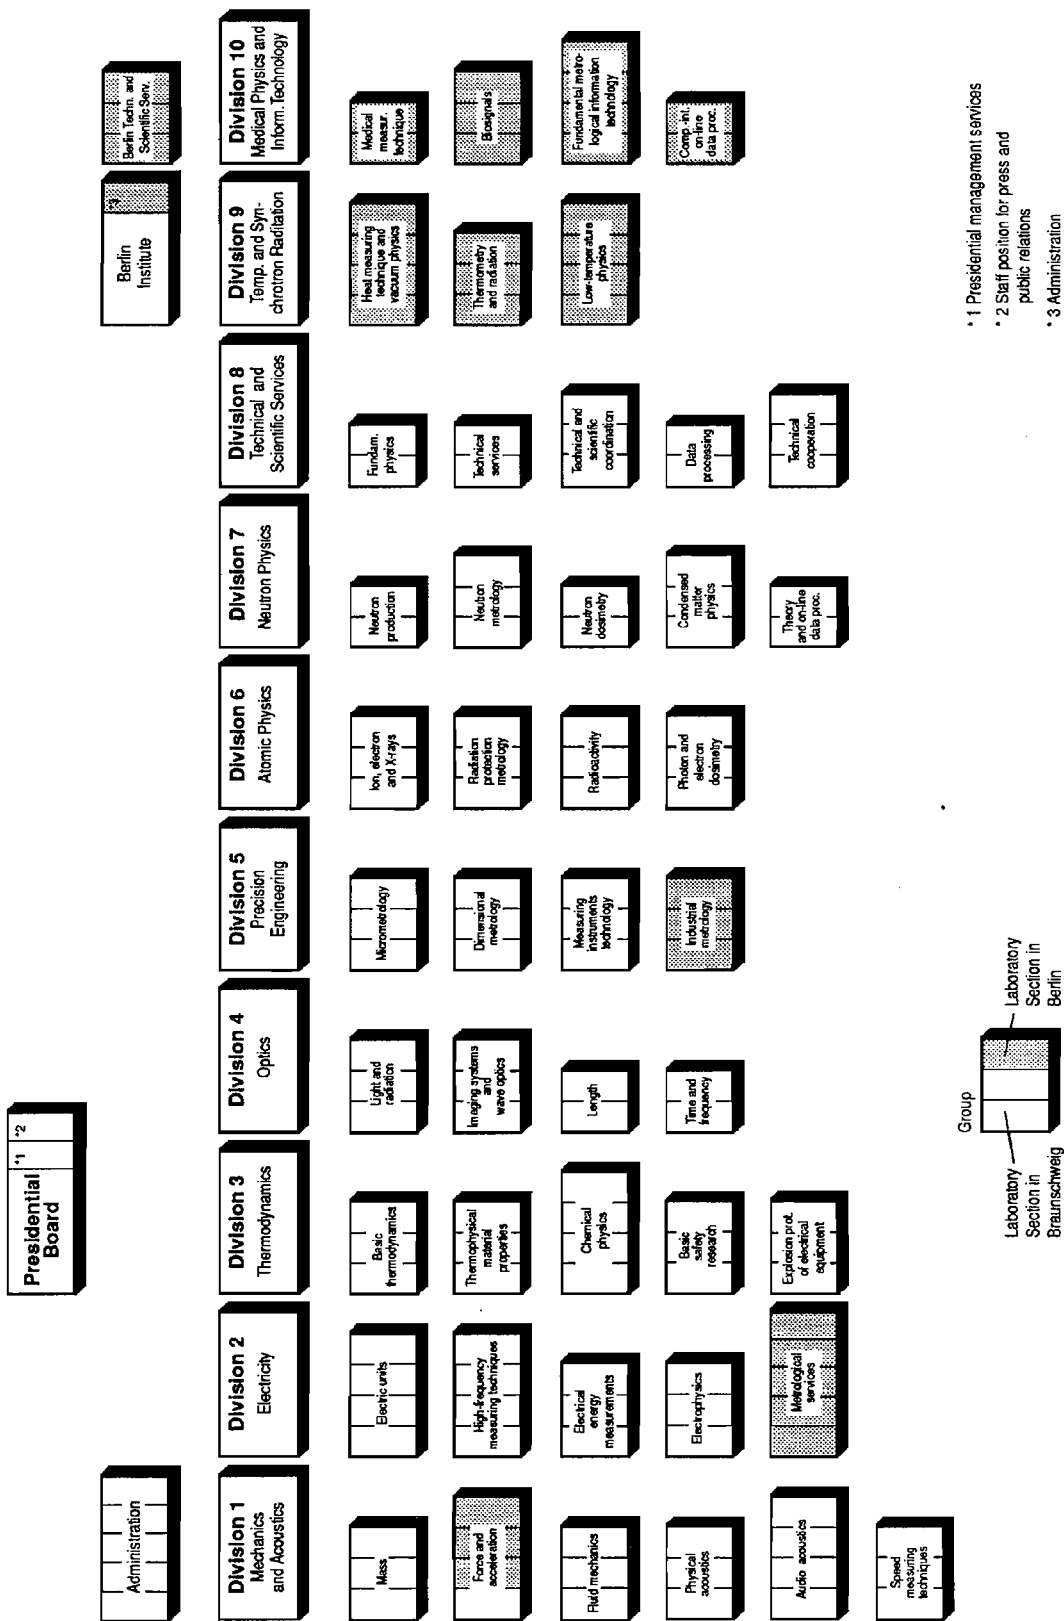 Presidential
Board
*1
*2
Administration
Berlin
Institute
*3
Berlin Techn. and
Scientific Serv.
Division 1
Mechanics
and Acoustics
Division 2
Electricity
Division 3
Thermodynamics
Division 4
Optics
Division 5
Precision
Engineering
Division 6
Atomic Physics
Division 7
Neutron Physics
Division 8
Technical and
Scientific Services
Division 9
Temp. and Syn-
chrotron Raditation
Division 10
Medical Physics and
Inform. Technology
Mass
Electric units
Basic
thermodynamics
Light and
radiation
Micrometrology
Ion, electron
and X-rays
Neutron
production
Fundam.
physics
Heat measuring
technique and
vacuum physics
Medical
measur.
technique
Force and
acceleration
High-frequency
measuring techniques
Thermophysical
material
properties
Imaging systems
and
wave optics
Dimensional
metrology
Radiation
protection
metrology
Neutron
metrology
Technical
services
Thermometry
and radiation
Biosignals
Fluid mechanics
Electrical
energy
measurements
Chemical
physics
Length
Measuring
instruments
technology
Radioactivity
Neutron
dosimetry
Technical and
scientific
coordination
Low-temperature
physics
Fundamental metro-
logical information
technology
Physical
acoustics
Electrophysics
Basic
safety
research
Time and
frequency
Industrial
metrology
Photon and
electron
dosimetry
Condensed
matter
physics
Data
processing
Comp.-int.
on-line
data proc.
Audio acoustics
Metrological
services
Explosion prot.
of electrical
equipment
Theory
and on-line
data proc.
Technical
cooperation
Speed
measuring
techniques
Group
Laboratory
Section in
Braunschweig
Laboratory
Section in
Berlin
* 1 Presidential management services
* 2 Staff position for press and
public relations
* 3 Administration